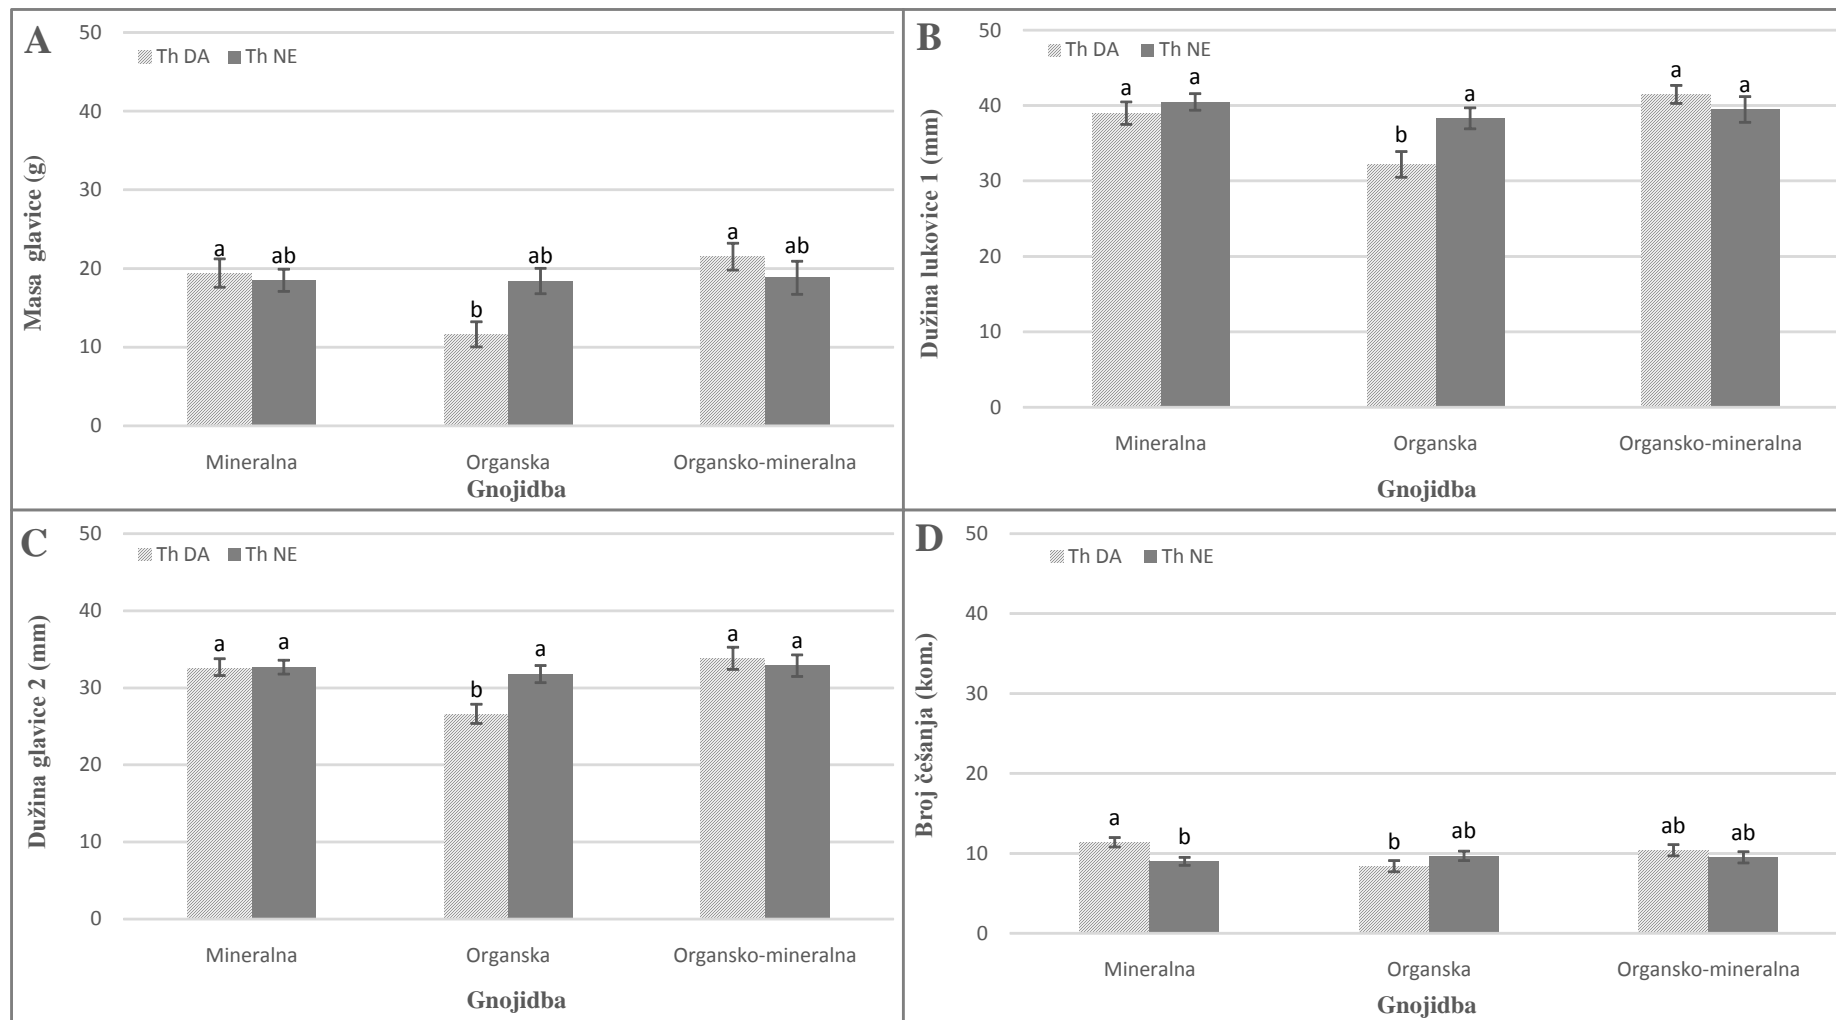 A
50
Th DA Th NE
40
30
20
10
0
a ab b ab a ab
Masa glavice (g)
Mineralna Organska Organsko-mineralna
Gnojidba
B
50
Th DA Th NE
40
30
20
10
0
a a b a a a
Dužina lukovice 1 (mm)
Mineralna Organska Organsko-mineralna
Gnojidba
C
50
Th DA Th NE
40
30
20
10
0
a a b a a a
Dužina glavice 2 (mm)
Mineralna Organska Organsko-mineralna
Gnojidba
D
50
Th DA Th NE
40
30
20
10
0
a b b ab ab ab
Broj češanja (kom.)
Mineralna Organska Organsko-mineralna
Gnojidba